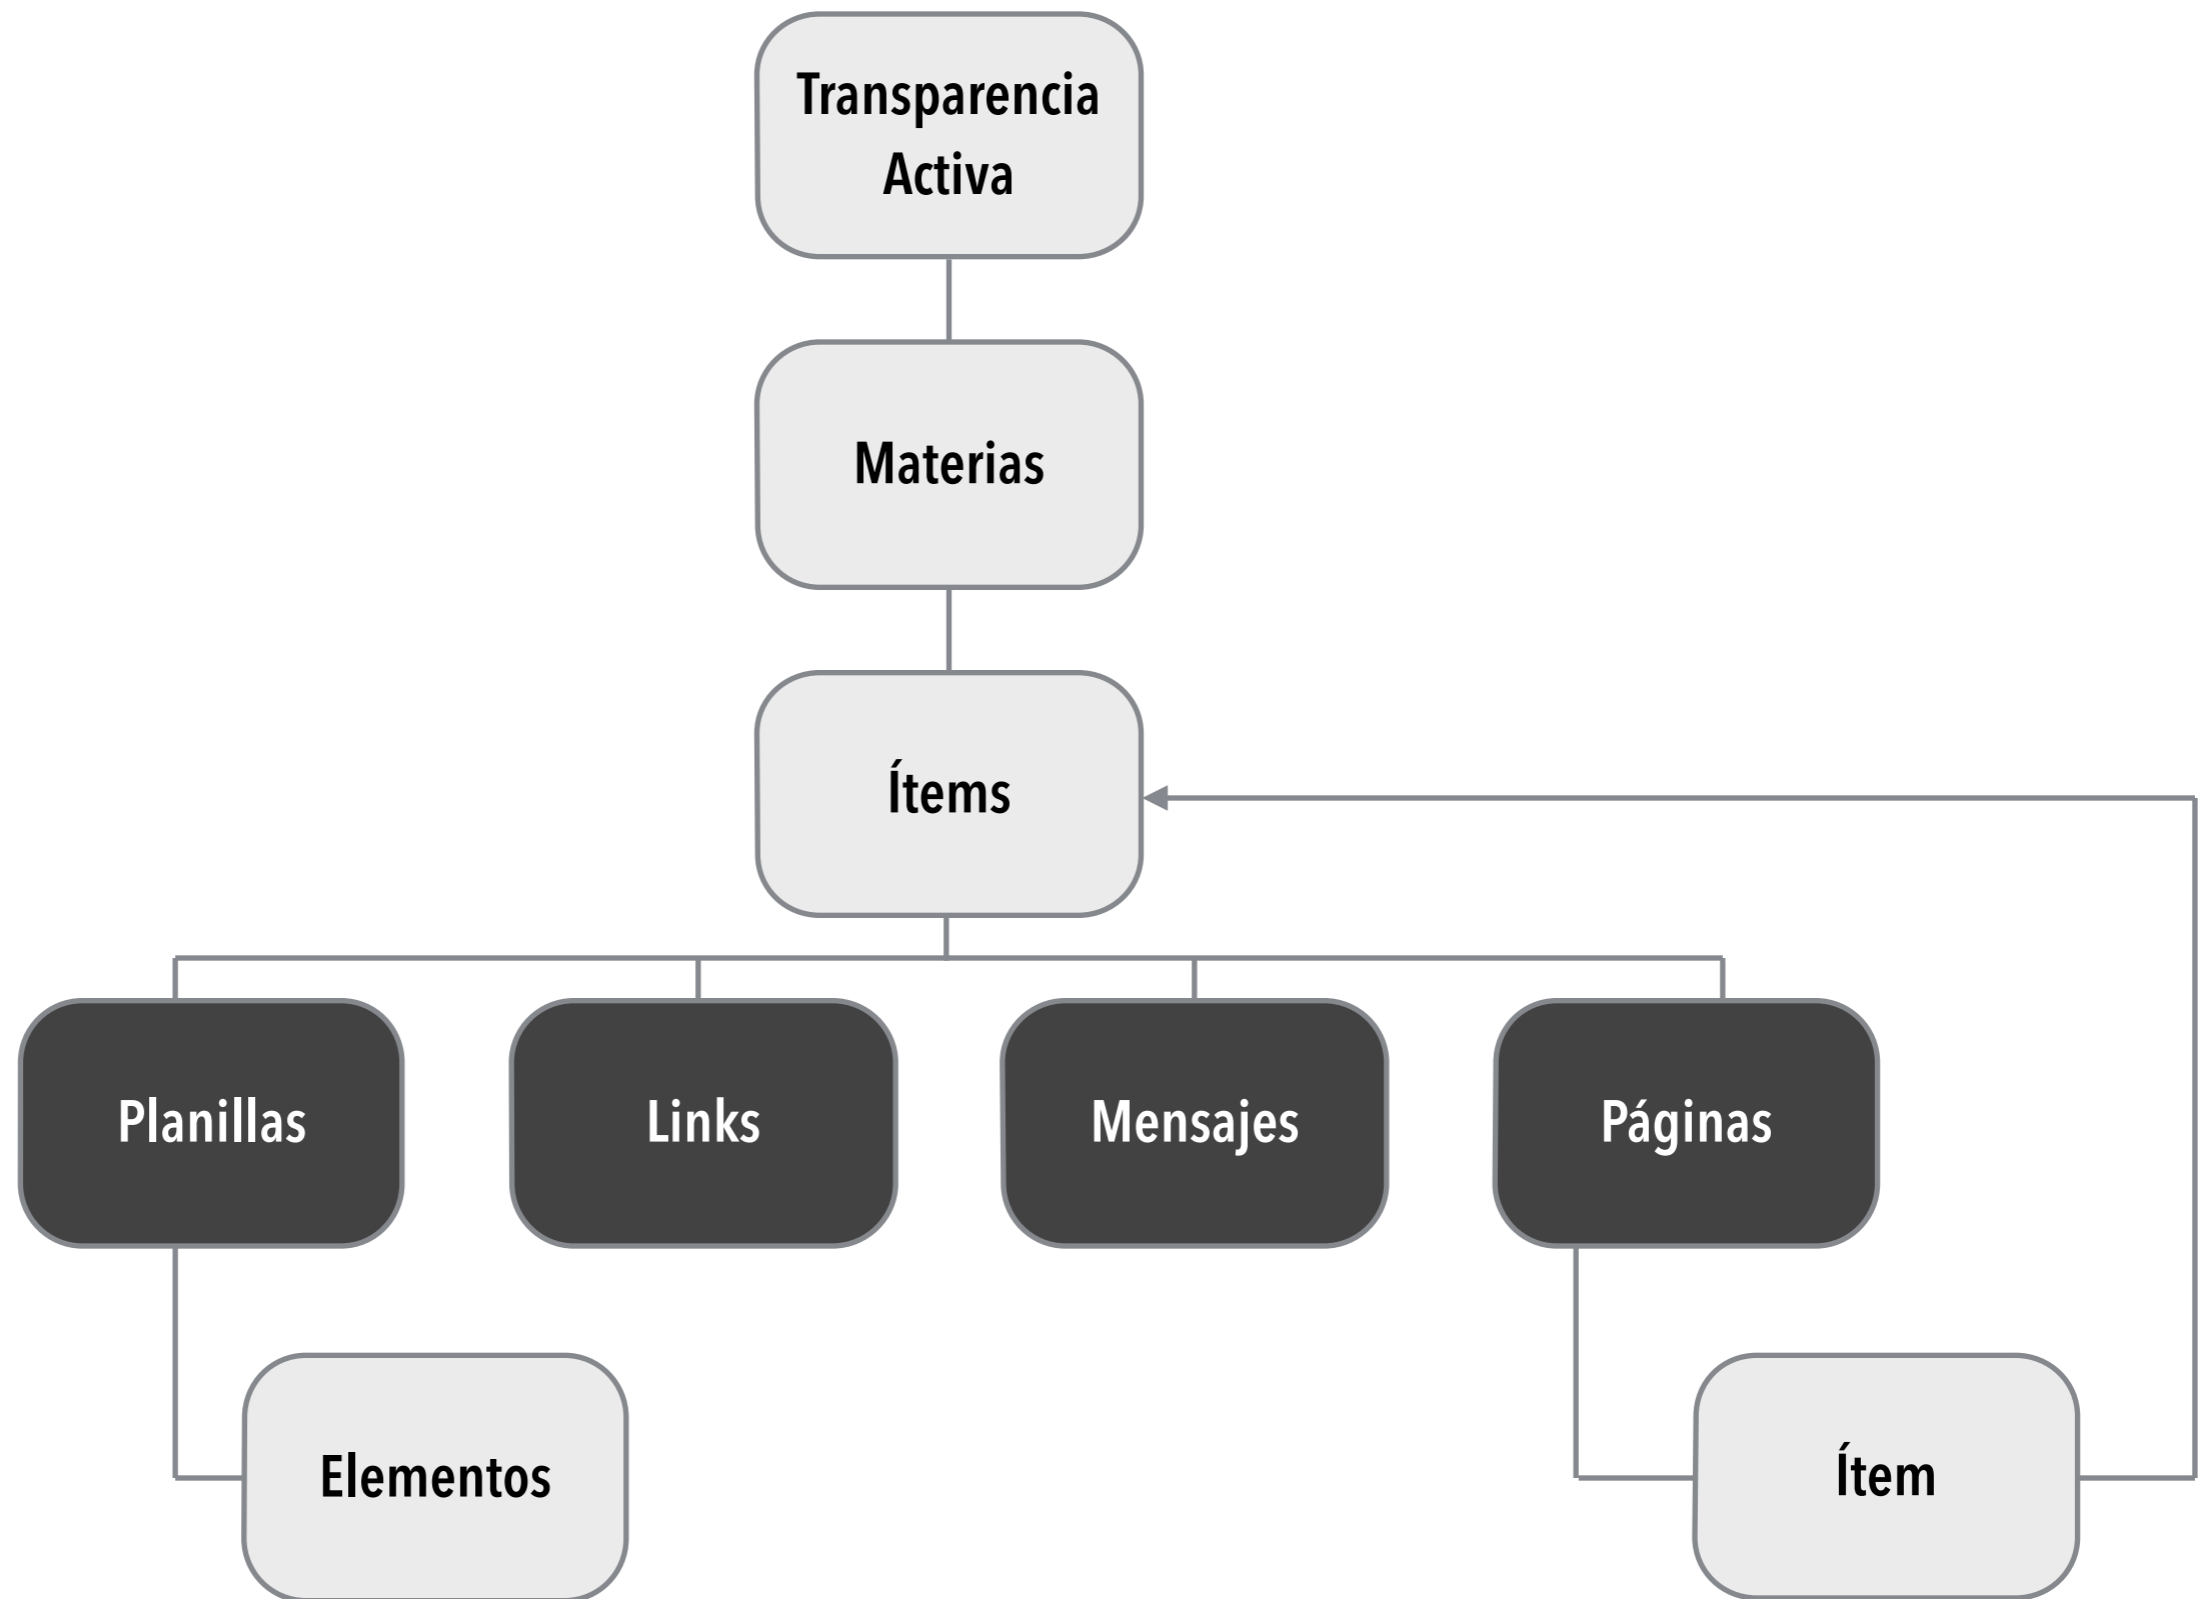 Transparencia
Activa
Materias
Ítems
Planillas
Links
Mensajes
Páginas
Elementos
Ítem